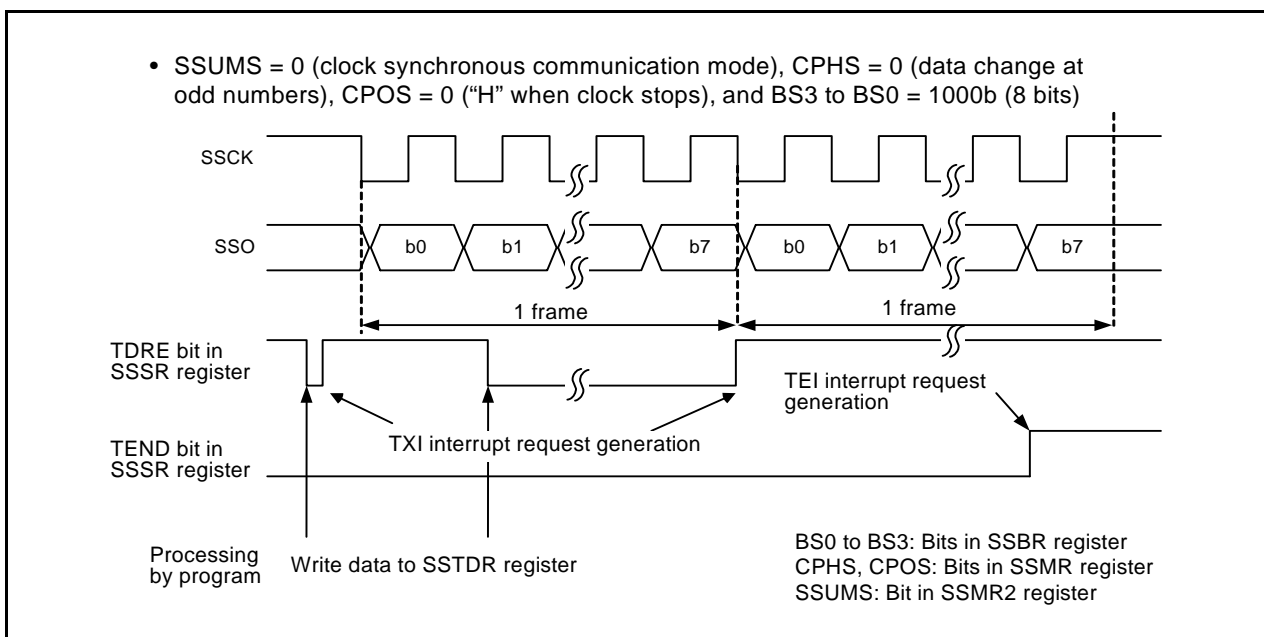 • SSUMS = 0 (clock synchronous communication mode), CPHS = 0 (data change at
odd numbers), CPOS = 0 (“H” when clock stops), and BS3 to BS0 = 1000b (8 bits)
SSCK
SSO
b0
b1
b7
b0
b1
b7
1 frame
1 frame
TDRE bit in
SSSR register
TEI interrupt request
generation
TXI interrupt request generation
TEND bit in
SSSR register
Processing
by program
Write data to SSTDR register
BS0 to BS3: Bits in SSBR register
CPHS, CPOS: Bits in SSMR register
SSUMS: Bit in SSMR2 register